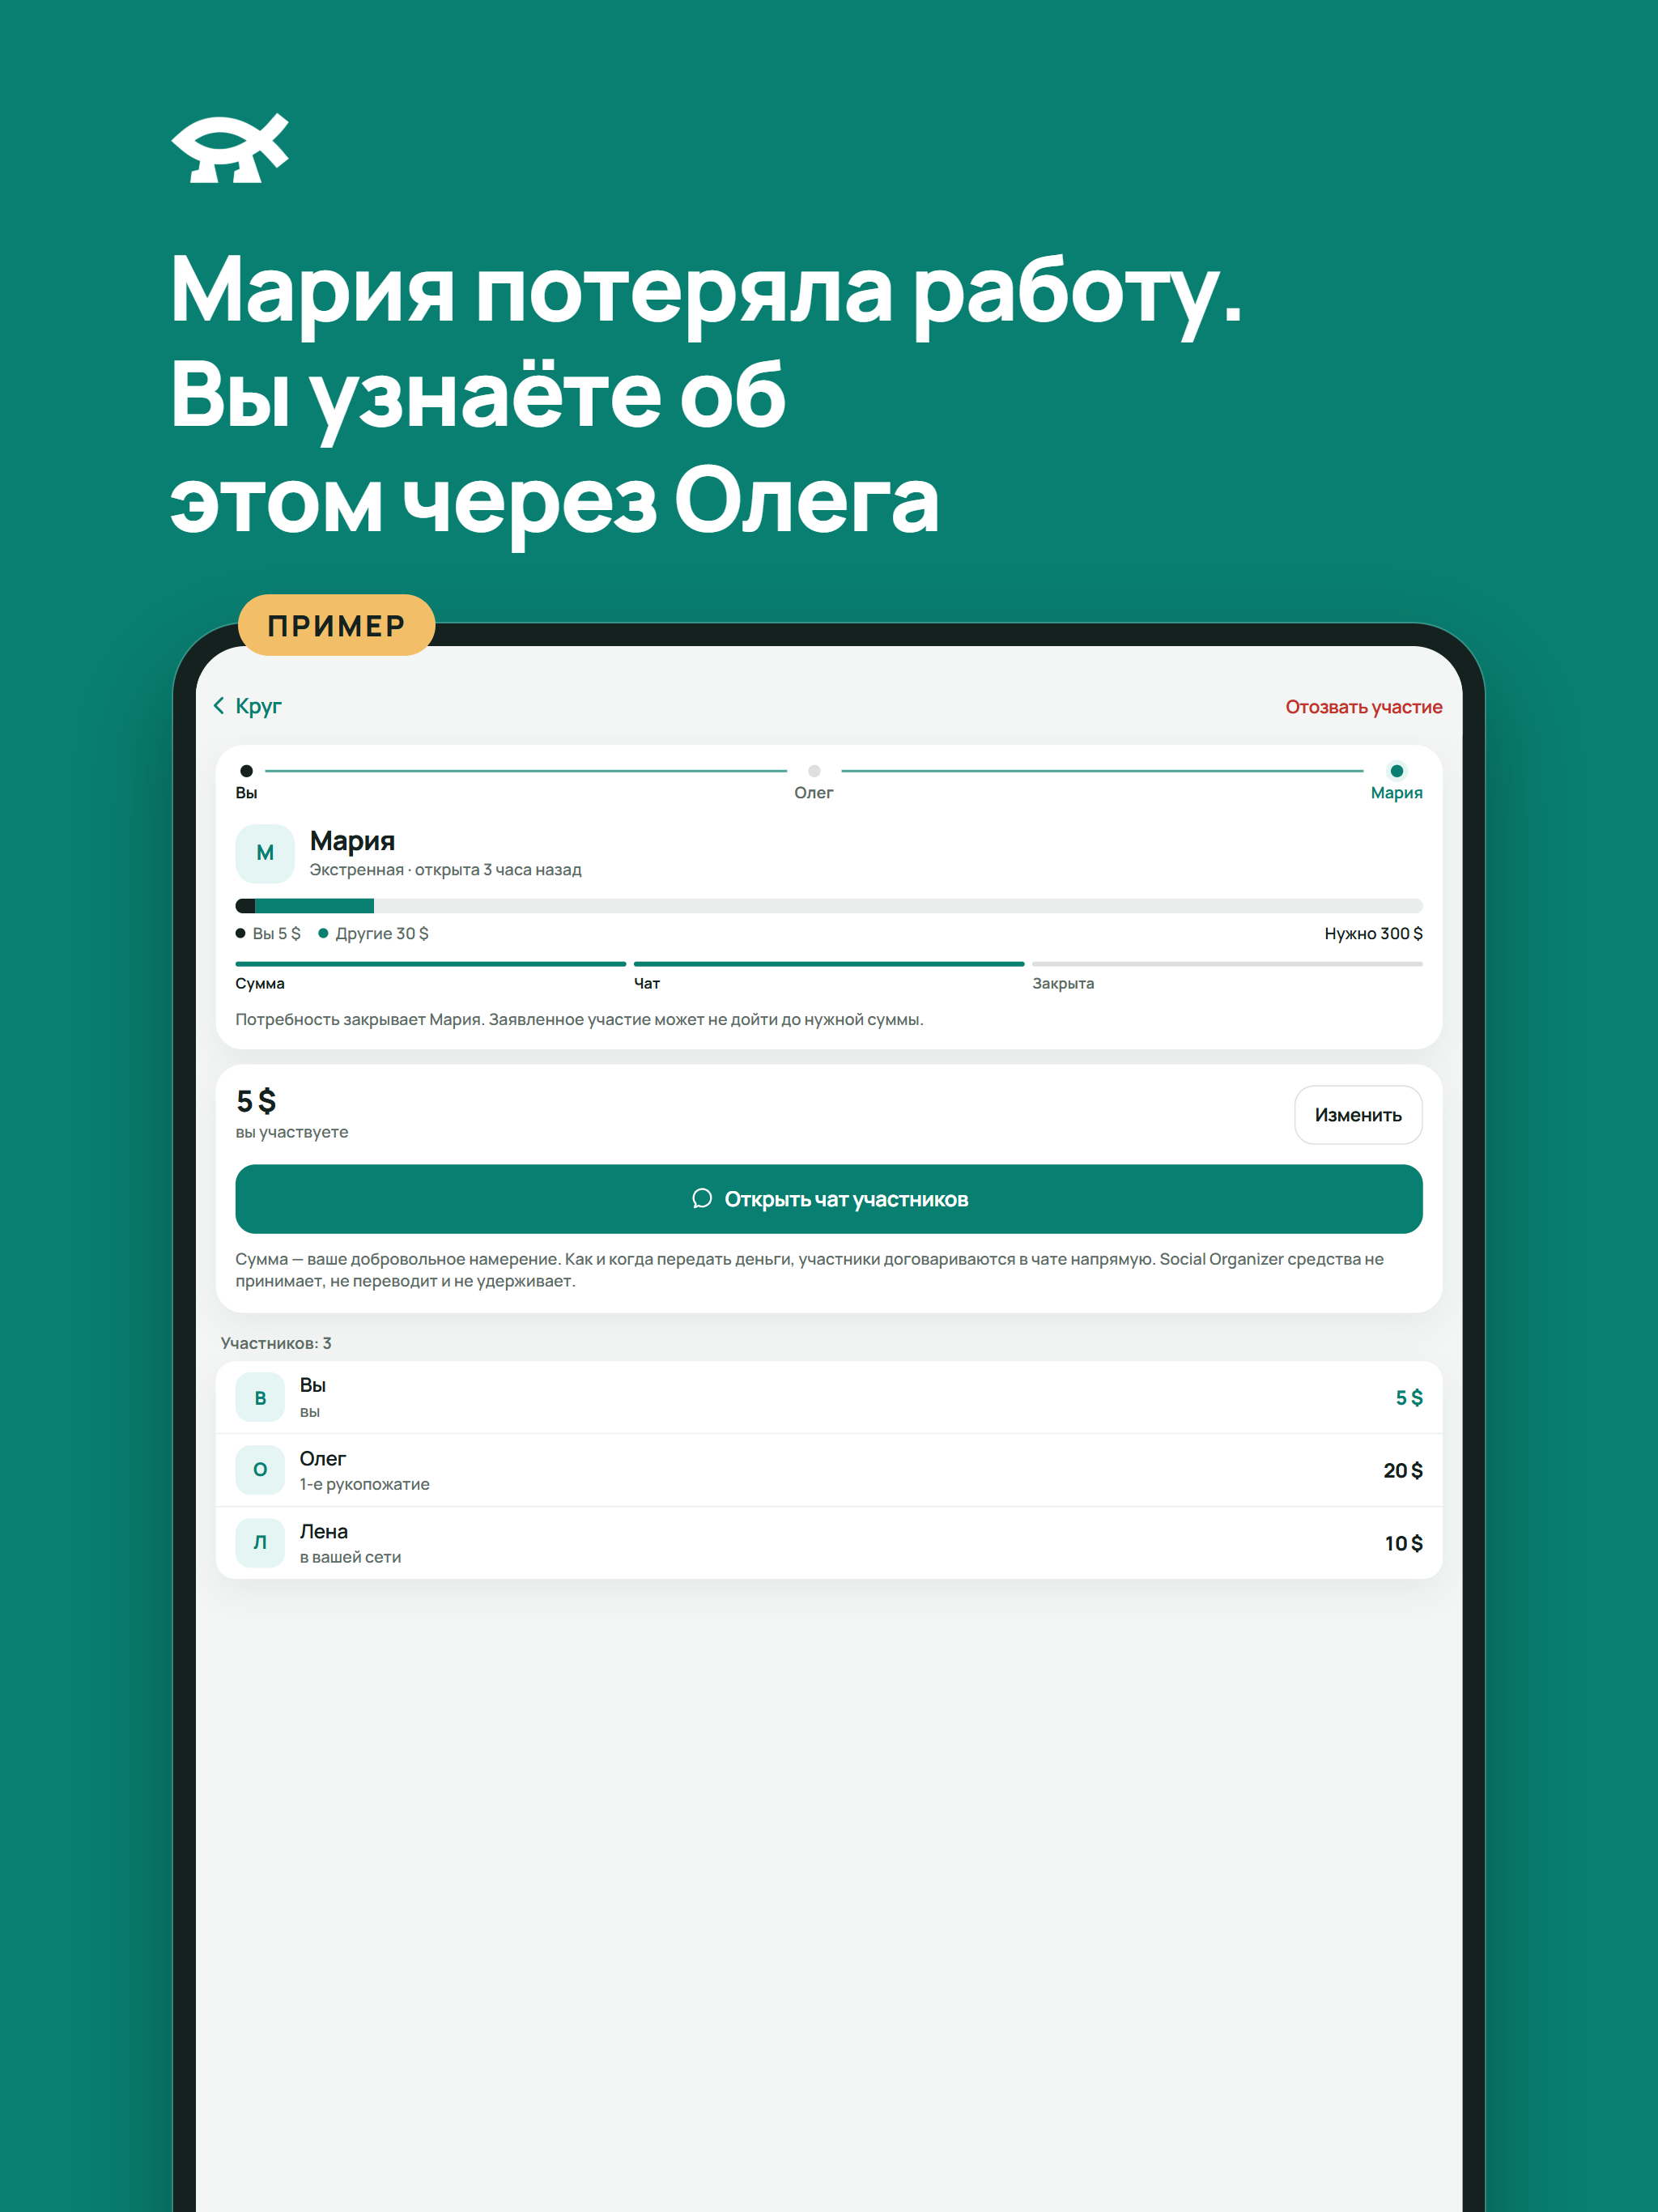 Мария потеряла работу.
Вы узнаёте об
этом через Олега
ПРИМЕР
Круг
Отозвать участие
Вы
Олег
Мария
М
Мария
Экстренная · открыта 3 часа назад
Вы 5 $
Другие 30 $
Нужно 300 $
Сумма
Чат
Закрыта
Потребность закрывает Мария. Заявленное участие может не дойти до нужной суммы.
5 $
вы участвуете
Изменить
Открыть чат участников
Сумма — ваше добровольное намерение. Как и когда передать деньги, участники договариваются в чате напрямую. Social Organizer средства не
принимает, не переводит и не удерживает.
Участников: 3
В
Вы
вы
5 $
О
Олег
1-е рукопожатие
20 $
Л
Лена
в вашей сети
10 $